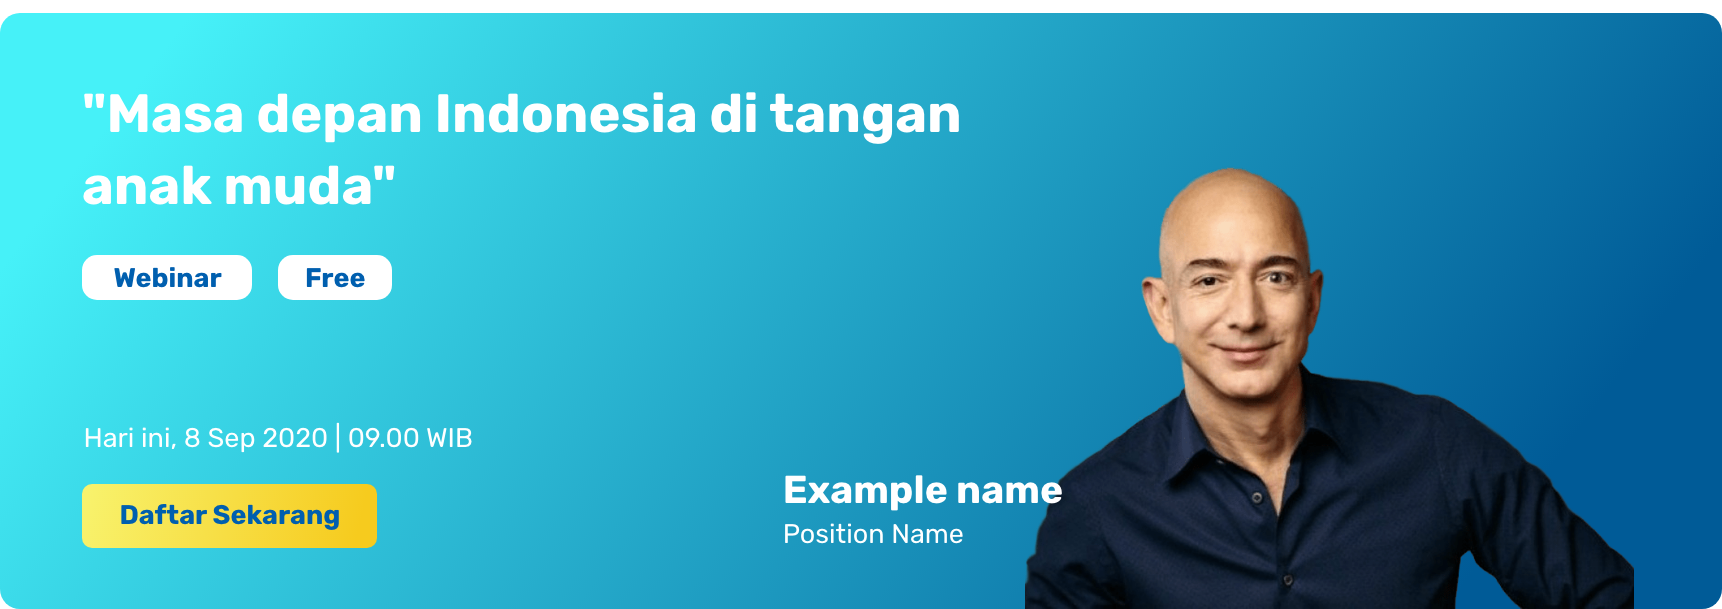 "Masa depan Indonesia di tangan
anak muda"
Webinar
Free
Hari ini, 8 Sep 2020 | 09.00 WIB
Daftar Sekarang
Example name
Position Name